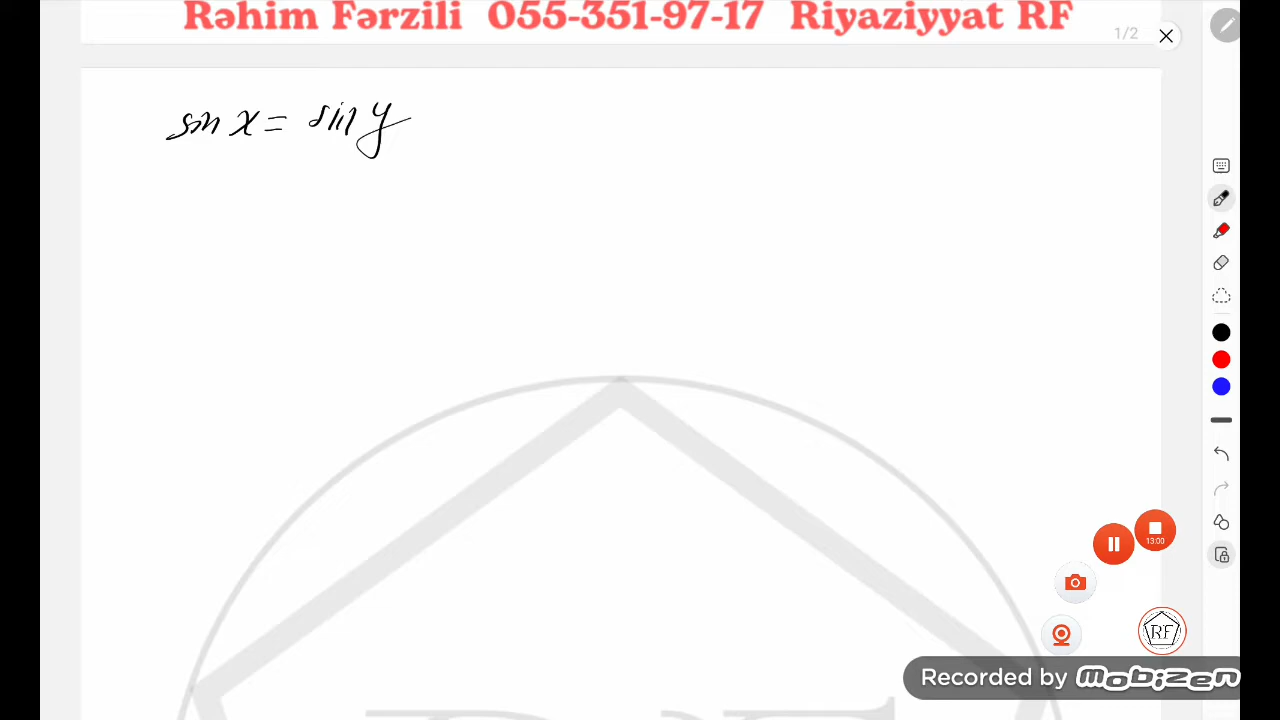 Rəhim Fərzili 055-351-97-17 Riyaziyyat RF
1/2
sin x = sin y
13:00
RF
Recorded by mobizen